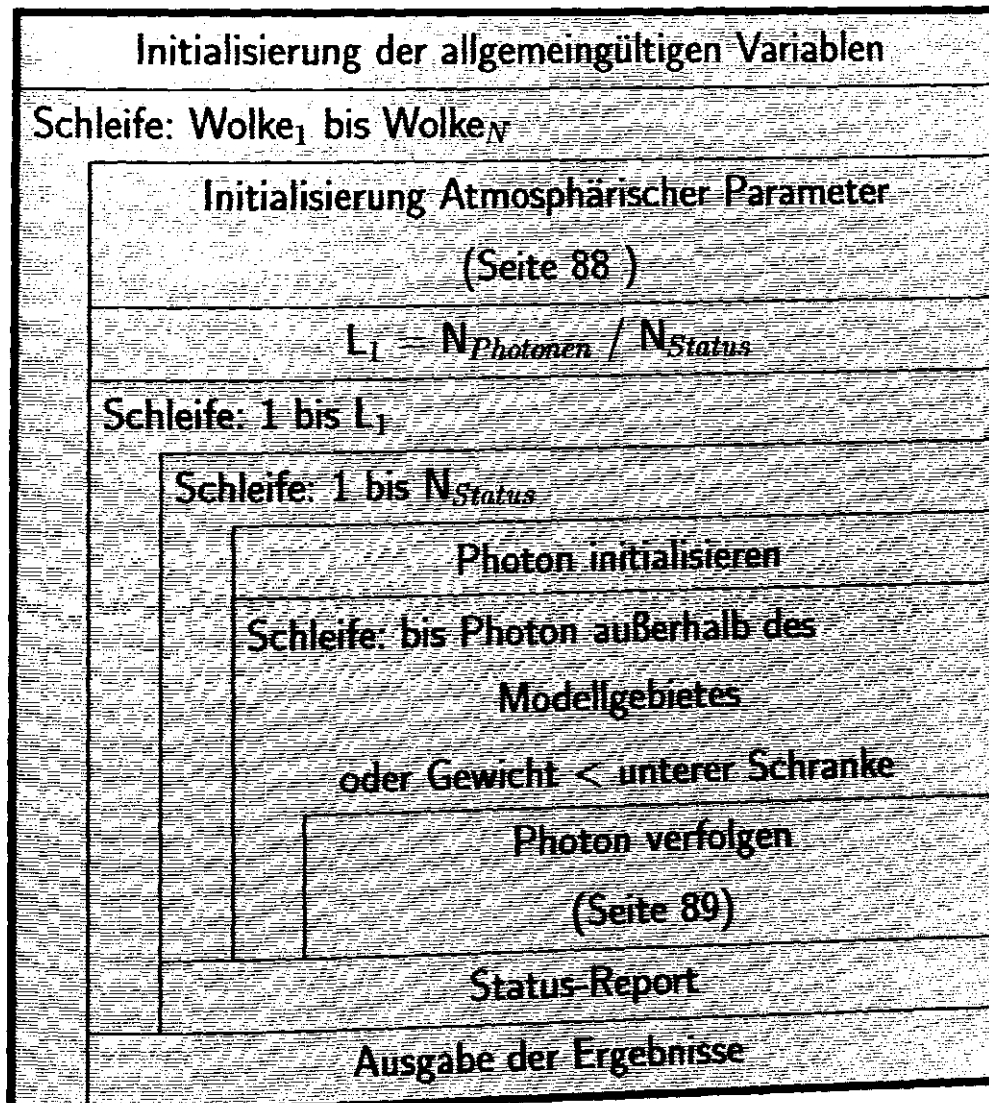 Initialisierung der allgemeingültigen Variablen
Schleife: Wolke₁ bis Wolke_N
Initialisierung Atmosphärischer Parameter
(Seite 88 )
L₁ = N_Photonen / N_Status
Schleife: 1 bis L₁
Schleife: 1 bis N_Status
Photon initialisieren
Schleife: bis Photon außerhalb des
Modellgebietes
oder Gewicht < unterer Schranke
Photon verfolgen
(Seite 89)
Status-Report
Ausgabe der Ergebnisse